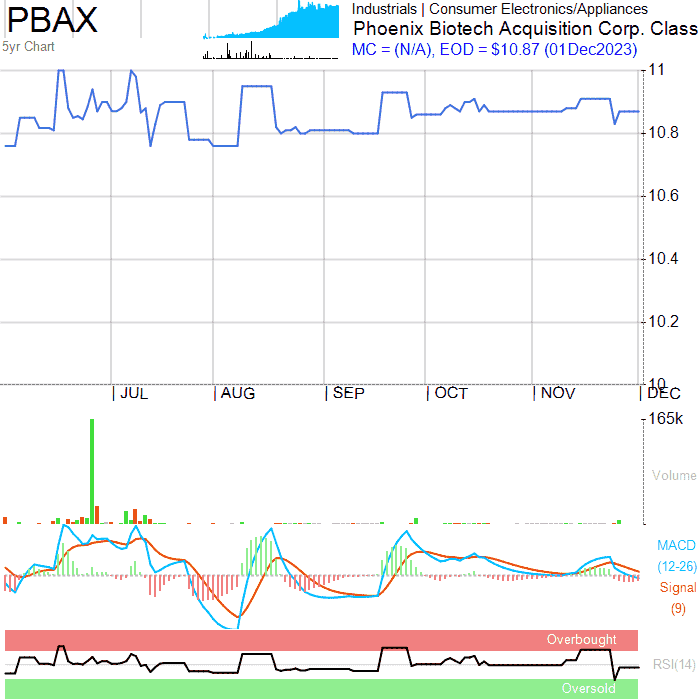 PBAX
5yr Chart
Industrials | Consumer Electronics/Appliances
Phoenix Biotech Acquisition Corp. Class
MC = (N/A), EOD = $10.87 (01Dec2023)
11
10.8
10.6
10.4
10.2
10
JUL AUG SEP OCT NOV DEC
165k
Volume
MACD
(12-26)
Signal
(9)
Overbought
RSI(14)
Oversold